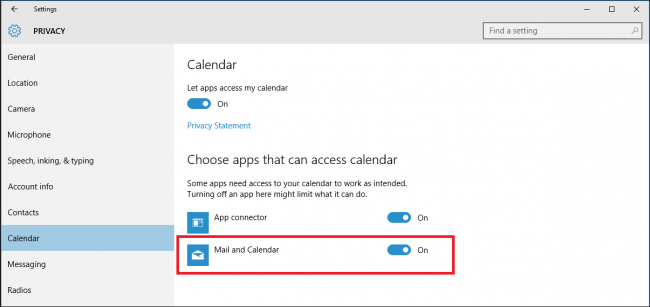 Settings
PRIVACY
Find a setting
General
Location
Camera
Microphone
Speech, inking, & typing
Account info
Contacts
Calendar
Messaging
Radios
Calendar
Let apps access my calendar
On
Privacy Statement
Choose apps that can access calendar
Some apps need access to your calendar to work as intended.
Turning off an app here might limit what it can do.
App connector On
Mail and Calendar On